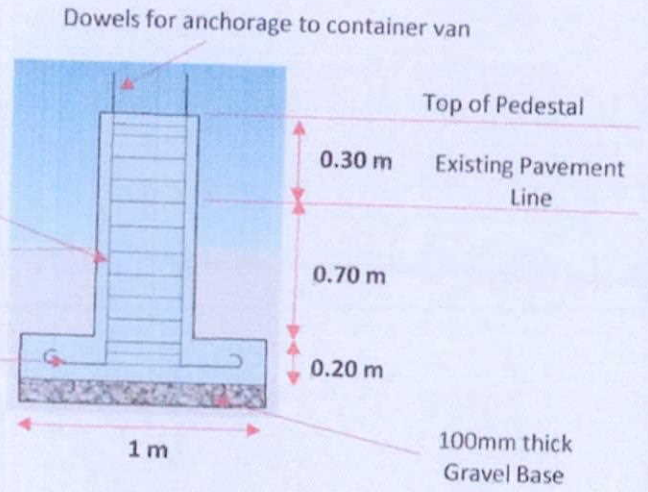 Dowels for anchorage to container van
Top of Pedestal
0.30 m
Existing Pavement
Line
0.70 m
0.20 m
1 m
100mm thick
Gravel Base